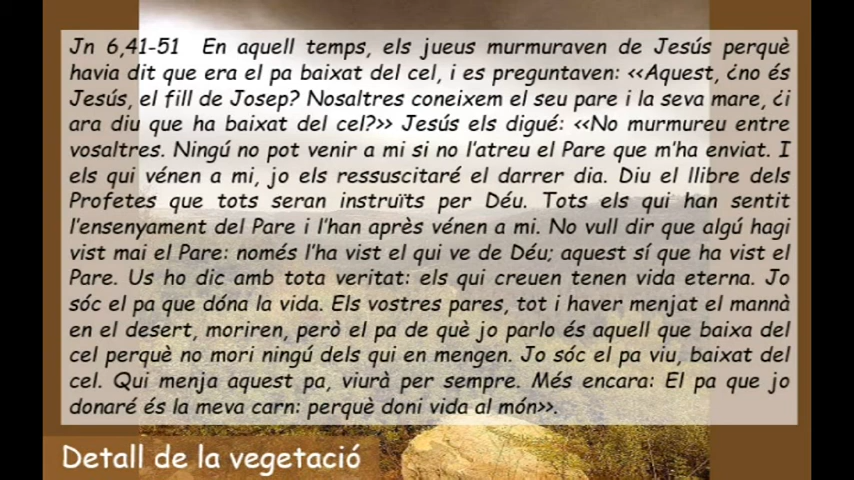 Jn 6,41-51 En aquell temps, els jueus murmuraven de Jesús perquè
havia dit que era el pa baixat del cel, i es preguntaven: <<Aquest, ¿no és
Jesús, el fill de Josep? Nosaltres coneixem el seu pare i la seva mare, ¿i
ara diu que ha baixat del cel?>> Jesús els digué: <<No murmureu entre
vosaltres. Ningú no pot venir a mi si no l'atreu el Pare que m'ha enviat. I
els qui vénen a mi, jo els ressuscitaré el darrer dia. Diu el llibre dels
Profetes que tots seran instruïts per Déu. Tots els qui han sentit
l'ensenyament del Pare i l'han après vénen a mi. No vull dir que algú hagi
vist mai el Pare: només l'ha vist el qui ve de Déu; aquest sí que ha vist el
Pare. Us ho dic amb tota veritat: els qui creuen tenen vida eterna. Jo
sóc el pa que dóna la vida. Els vostres pares, tot i haver menjat el mannà
en el desert, moriren, però el pa de què jo parlo és aquell que baixa del
cel perquè no mori ningú dels qui en mengen. Jo sóc el pa viu, baixat del
cel. Qui menja aquest pa, viurà per sempre. Més encara: El pa que jo
donaré és la meva carn: perquè doni vida al món>>.
Detall de la vegetació